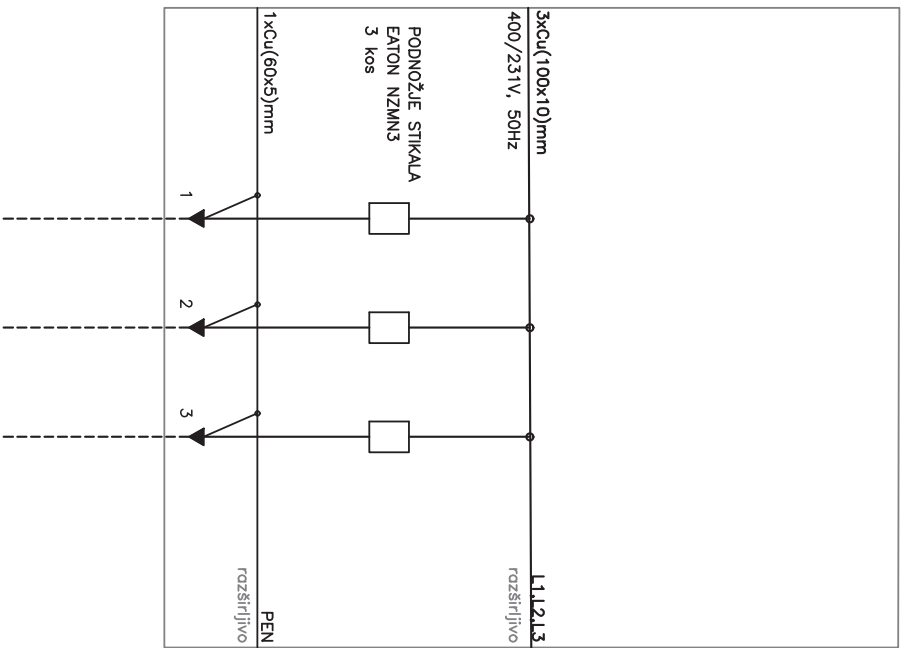 3xCu(100x10)mm
400/231V, 50Hz
L1,L2,L3
razširljivo
PODNOŽJE STIKALA
EATON NZMN3
3 kos
1xCu(60x5)mm
PEN
razširljivo
1
2
3